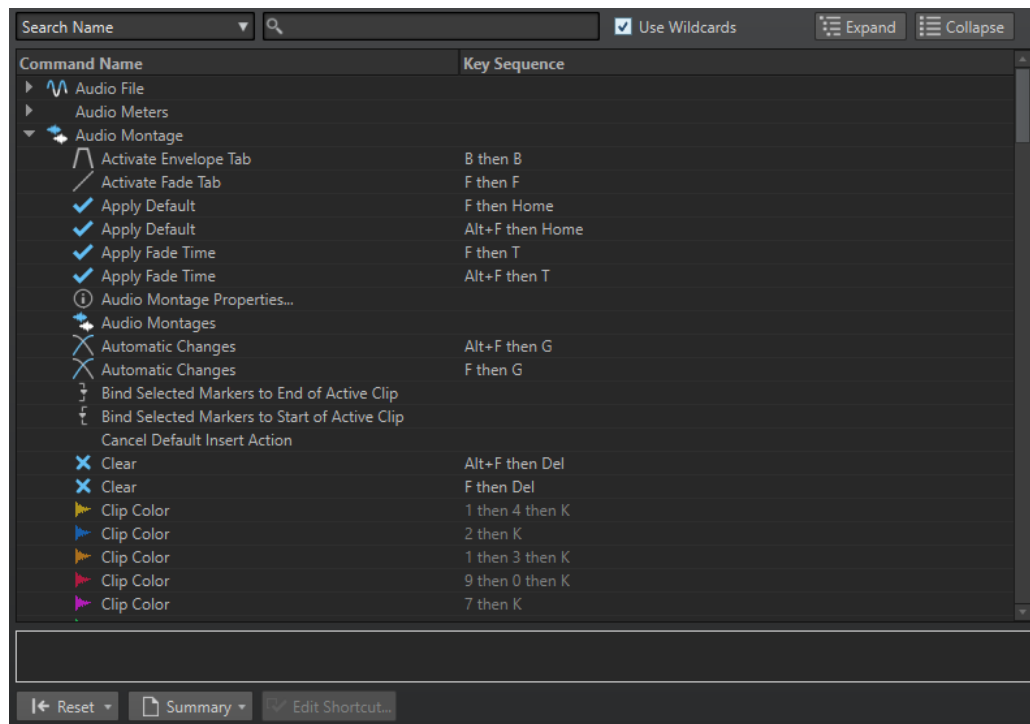 Search Name Use Wildcards Expand Collapse
Command Name Key Sequence
Audio File
Audio Meters
Audio Montage
Activate Envelope Tab B then B
Activate Fade Tab F then F
Apply Default F then Home
Apply Default Alt+F then Home
Apply Fade Time F then T
Apply Fade Time Alt+F then T
Audio Montage Properties...
Audio Montages
Automatic Changes Alt+F then G
Automatic Changes F then G
Bind Selected Markers to End of Active Clip
Bind Selected Markers to Start of Active Clip
Cancel Default Insert Action
Clear Alt+F then Del
Clear F then Del
Clip Color 1 then 4 then K
Clip Color 2 then K
Clip Color 1 then 3 then K
Clip Color 9 then 0 then K
Clip Color 7 then K
Reset Summary Edit Shortcut...